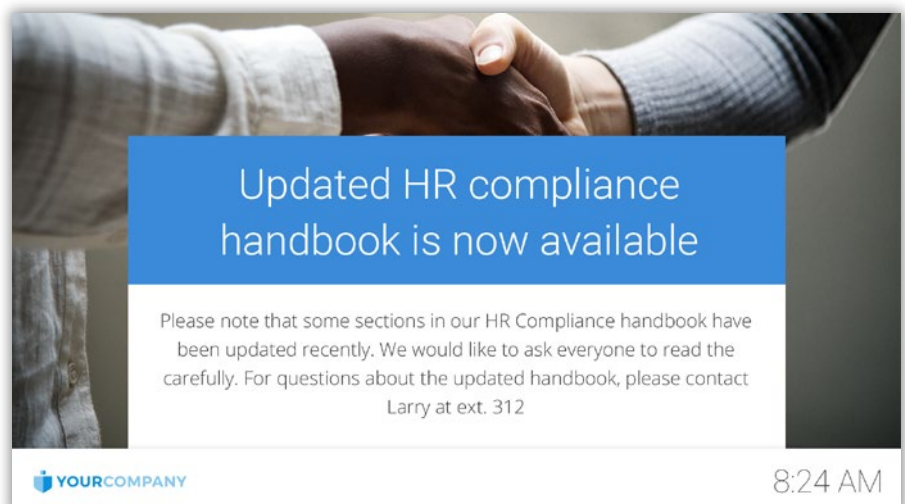 Updated HR compliance
handbook is now available
Please note that some sections in our HR Compliance handbook have
been updated recently. We would like to ask everyone to read the
carefully. For questions about the updated handbook, please contact
Larry at ext. 312
YOURCOMPANY
8:24 AM